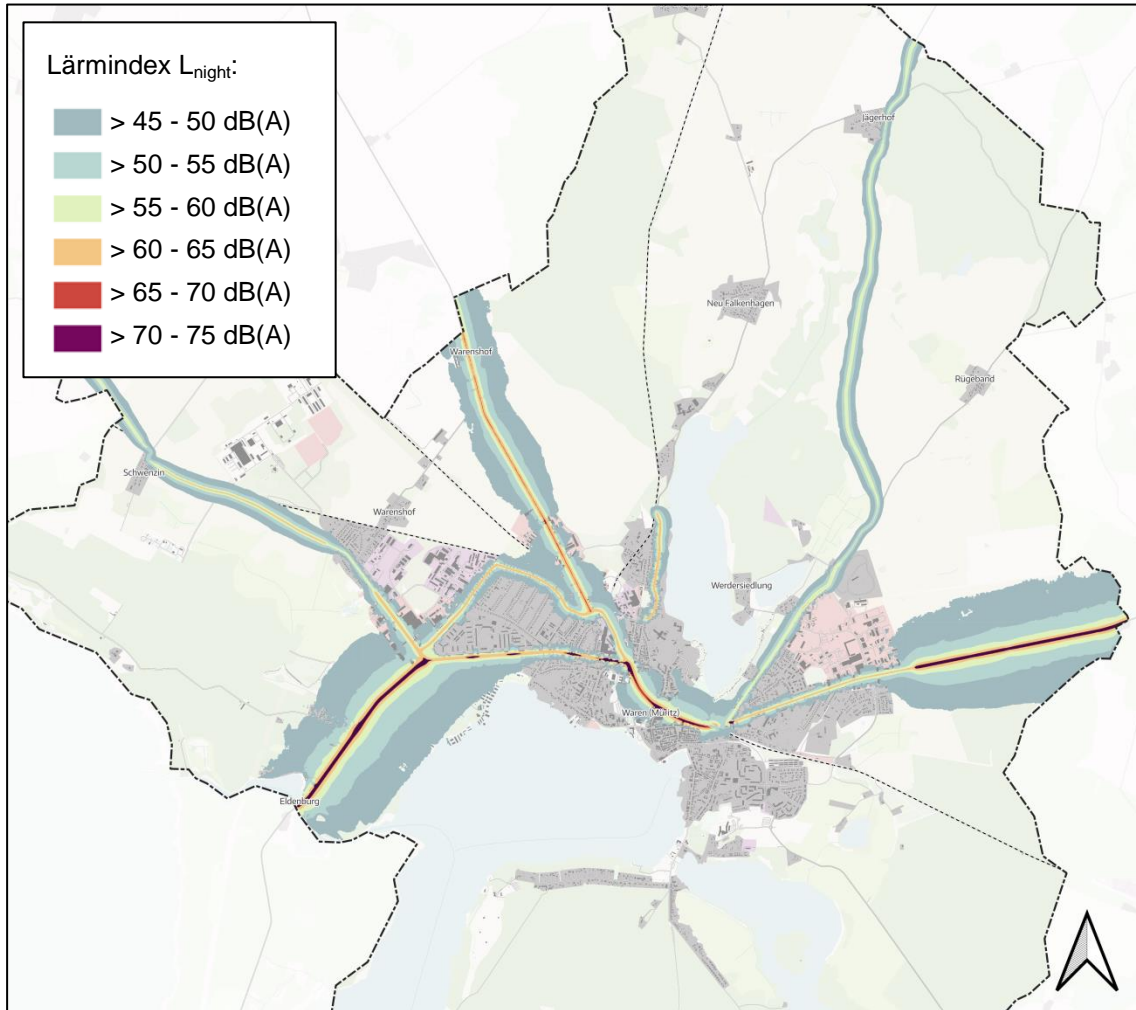 Lärmindex Lnight:
> 45 - 50 dB(A)
> 50 - 55 dB(A)
> 55 - 60 dB(A)
> 60 - 65 dB(A)
> 65 - 70 dB(A)
> 70 - 75 dB(A)
Jägerhof
Neu Falkenhagen
Warenshof
Rügeband
Schwenzin
Warenshof
Werdersiedlung
Waren (Müritz)
Eldenburg